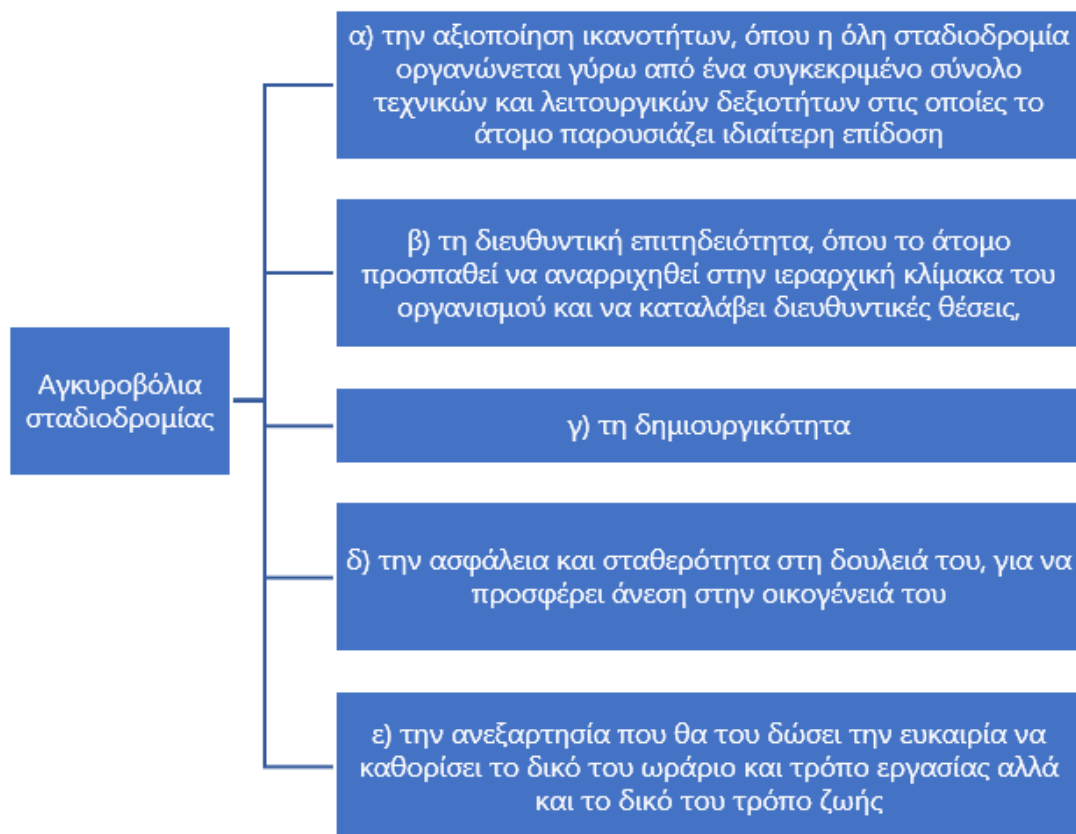 α) την αξιοποίηση ικανοτήτων, όπου η όλη σταδιοδρομία
οργανώνεται γύρω από ένα συγκεκριμένο σύνολο
τεχνικών και λειτουργικών δεξιοτήτων στις οποίες το
άτομο παρουσιάζει ιδιαίτερη επίδοση
β) τη διευθυντική επιτηδειότητα, όπου το άτομο
προσπαθεί να αναρριχηθεί στην ιεραρχική κλίμακα του
οργανισμού και να καταλάβει διευθυντικές θέσεις,
Αγκυροβόλια
σταδιοδρομίας
γ) τη δημιουργικότητα
δ) την ασφάλεια και σταθερότητα στη δουλειά του, για να
προσφέρει άνεση στην οικογένειά του
ε) την ανεξαρτησία που θα του δώσει την ευκαιρία να
καθορίσει το δικό του ωράριο και τρόπο εργασίας αλλά
και το δικό του τρόπο ζωής